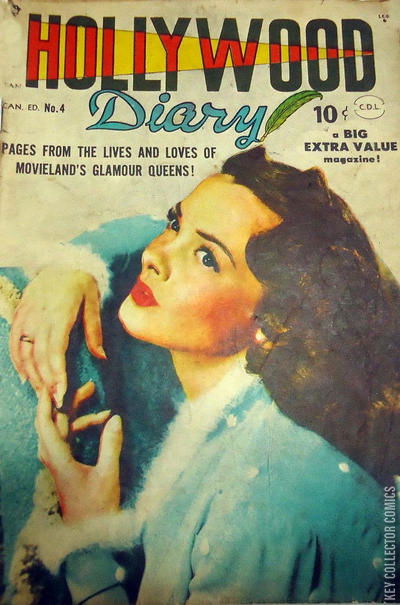 LEG
HOLLYWOOD
CAN. ED. No. 4
Diary
10¢
C.D.L.
a BIG
EXTRA VALUE
magazine!
PAGES FROM THE LIVES AND LOVES OF
MOVIELAND'S GLAMOUR QUEENS!
KEY COLLECTOR COMICS